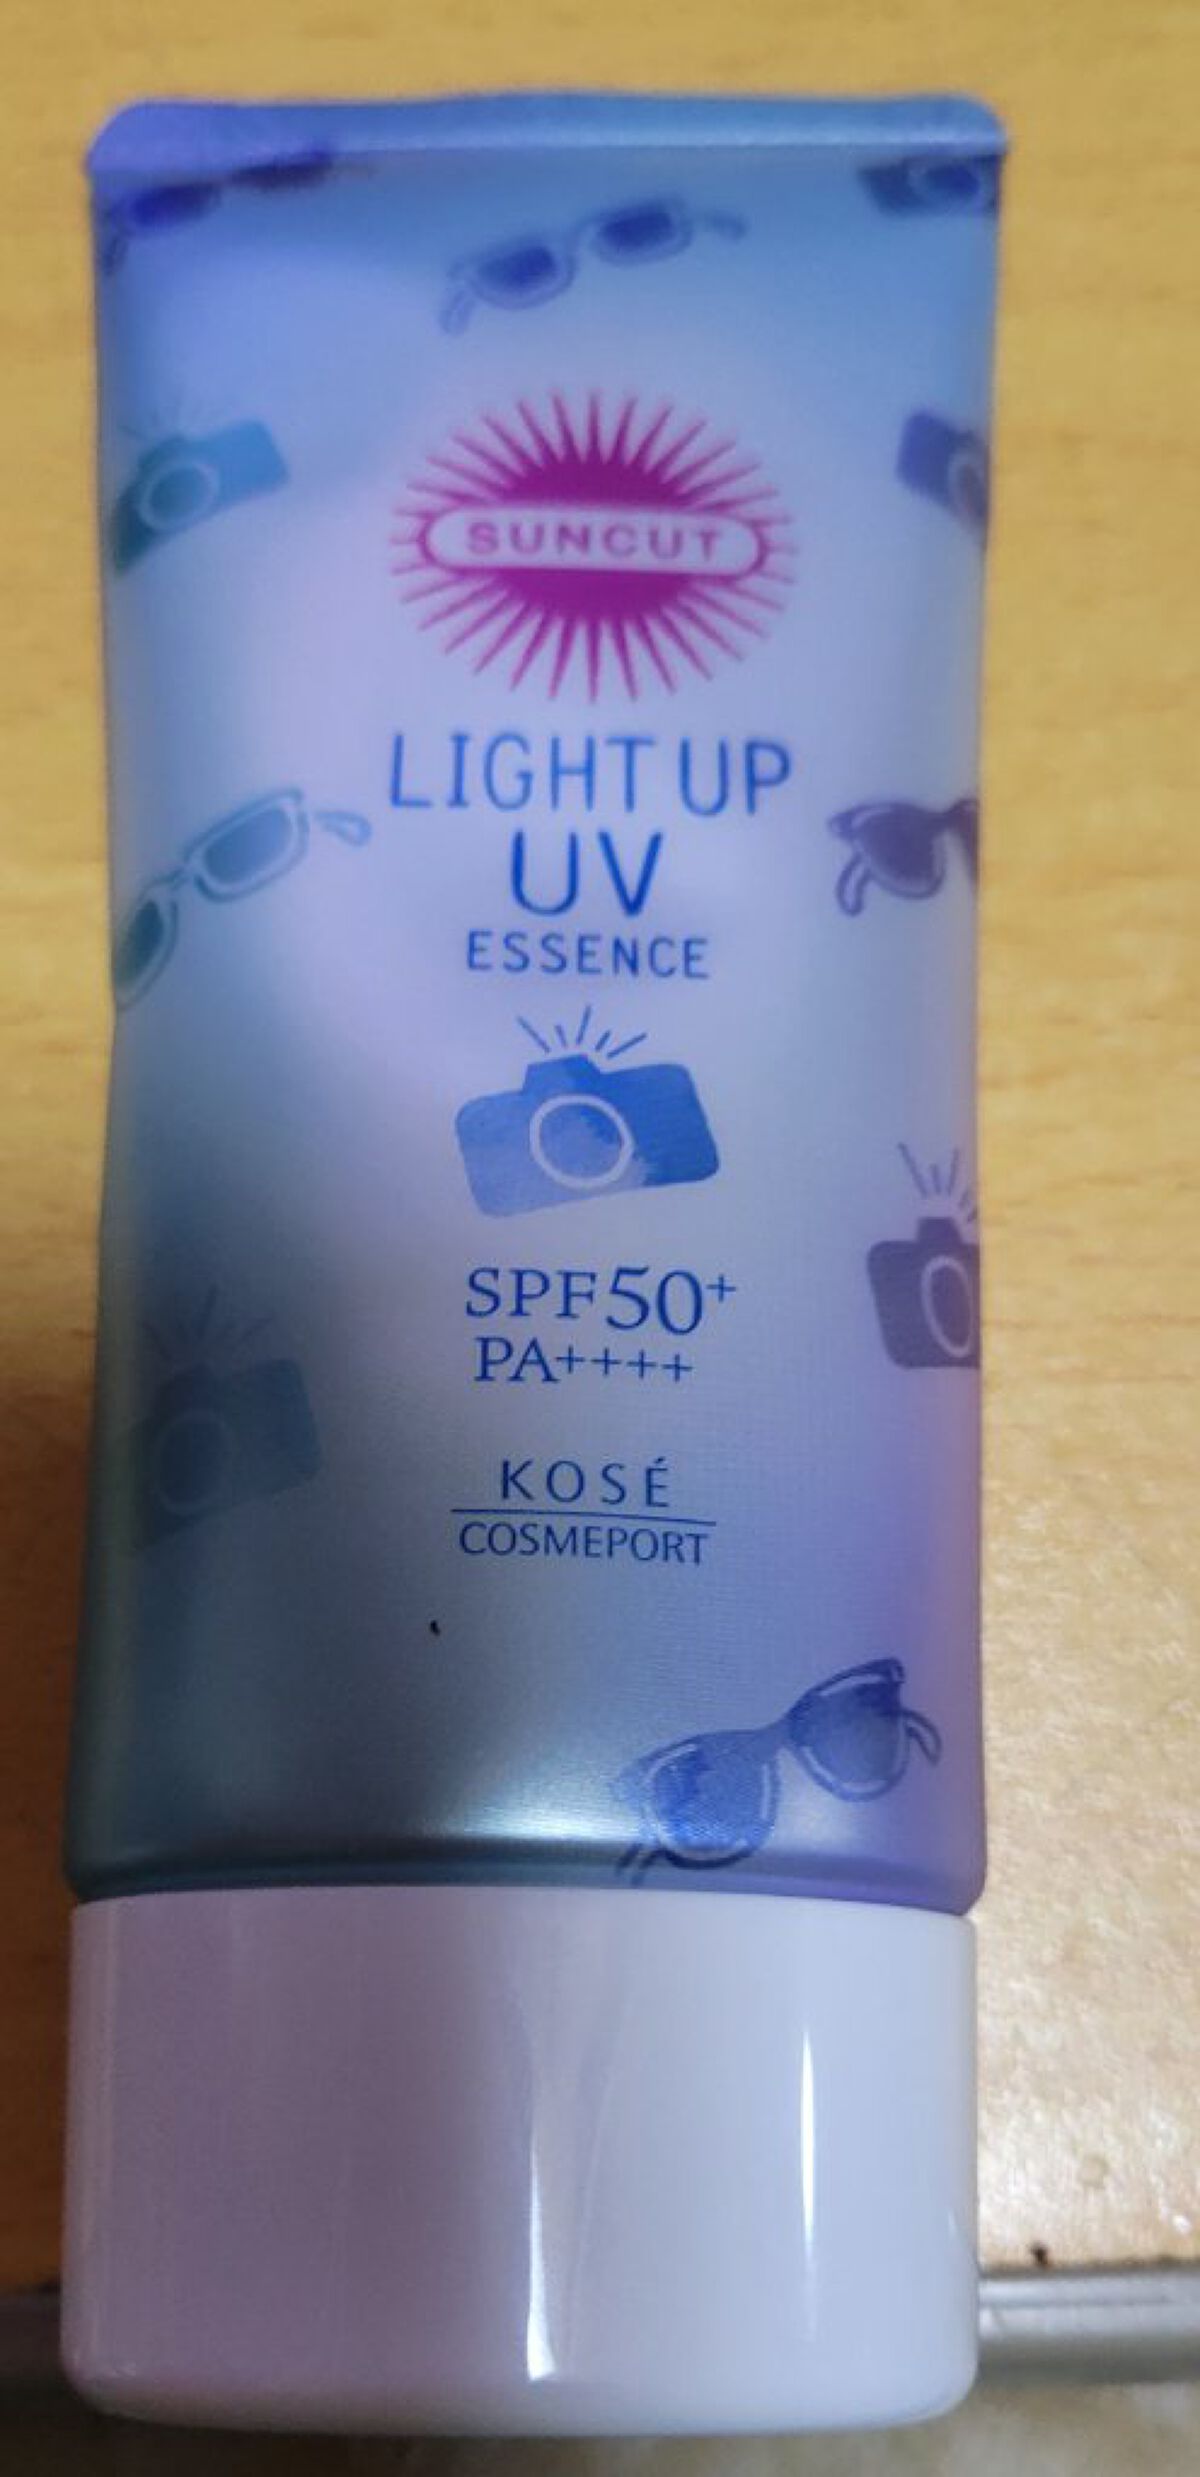 SUNCUT
LIGHT UP
UV
ESSENCE
SPF50+
PA++++
KOSÉ
COSMEPORT